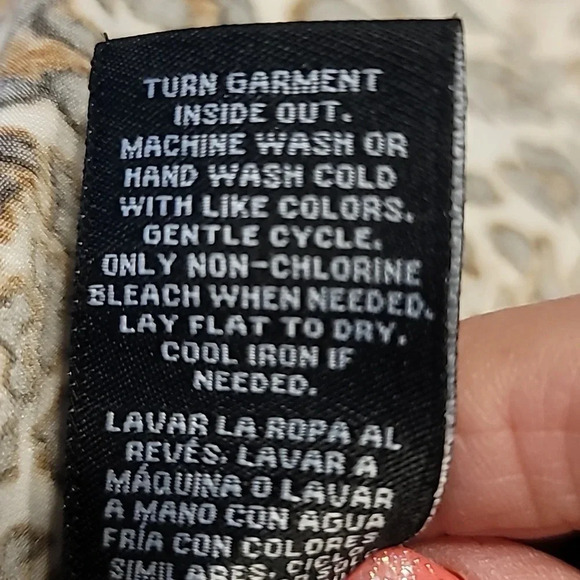 TURN GARMENT
INSIDE OUT.
MACHINE WASH OR
HAND WASH COLD
WITH LIKE COLORS.
GENTLE CYCLE.
ONLY NON-CHLORINE
BLEACH WHEN NEEDED.
LAY FLAT TO DRY.
COOL IRON IF
NEEDED.
LAVAR LA ROPA AL
REVÉS; LAVAR A
MÁQUINA O LAVAR
A MANO CON AGUA
FRÍA CON COLORES
SIMILARES.